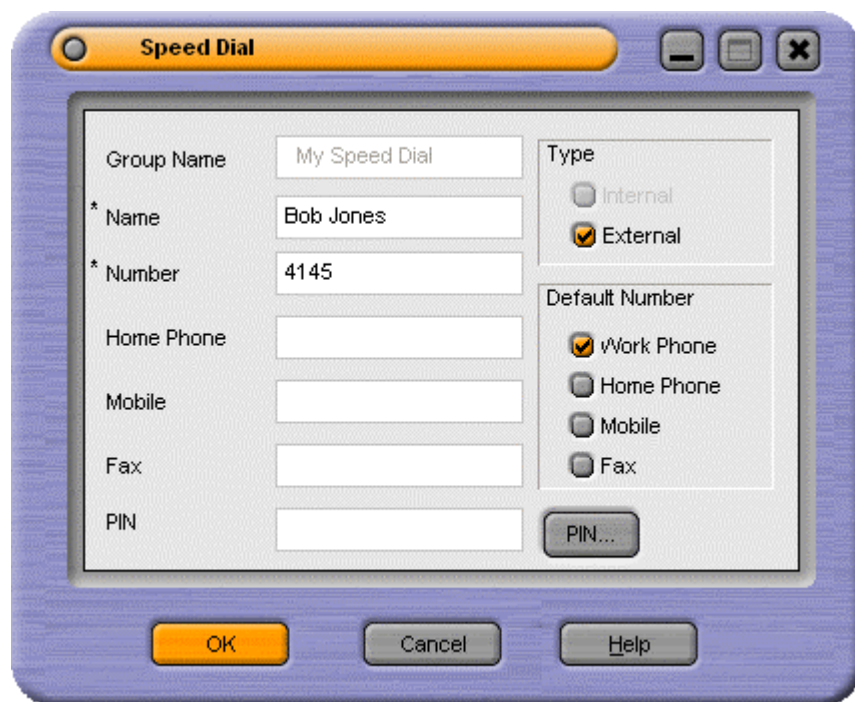 Speed Dial
Group Name My Speed Dial
* Name Bob Jones
* Number 4145
Home Phone
Mobile
Fax
PIN
Type
Internal
External
Default Number
Work Phone
Home Phone
Mobile
Fax
PIN...
OK Cancel Help